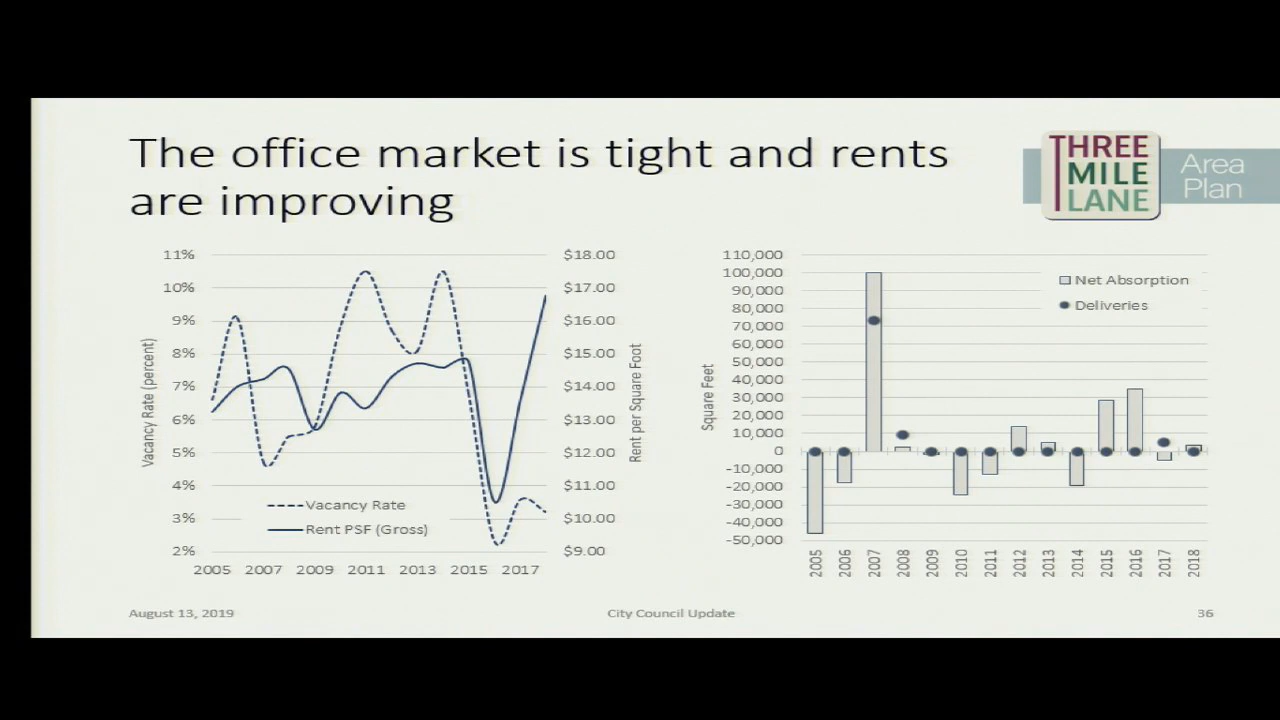 The office market is tight and rents
are improving
THREE
MILE
LANE
Area
Plan
11%
10%
9%
8%
7%
6%
5%
4%
3%
2%
Vacancy Rate (percent)
$18.00
$17.00
$16.00
$15.00
$14.00
$13.00
$12.00
$11.00
$10.00
$9.00
Rent per Square Foot
Vacancy Rate
Rent PSF (Gross)
2005 2007 2009 2011 2013 2015 2017
110,000
100,000
90,000
80,000
70,000
60,000
50,000
40,000
30,000
20,000
10,000
0
-10,000
-20,000
-30,000
-40,000
-50,000
Square Feet
Net Absorption
Deliveries
2005 2006 2007 2008 2009 2010 2011 2012 2013 2014 2015 2016 2017 2018
August 13, 2019 City Council Update 36